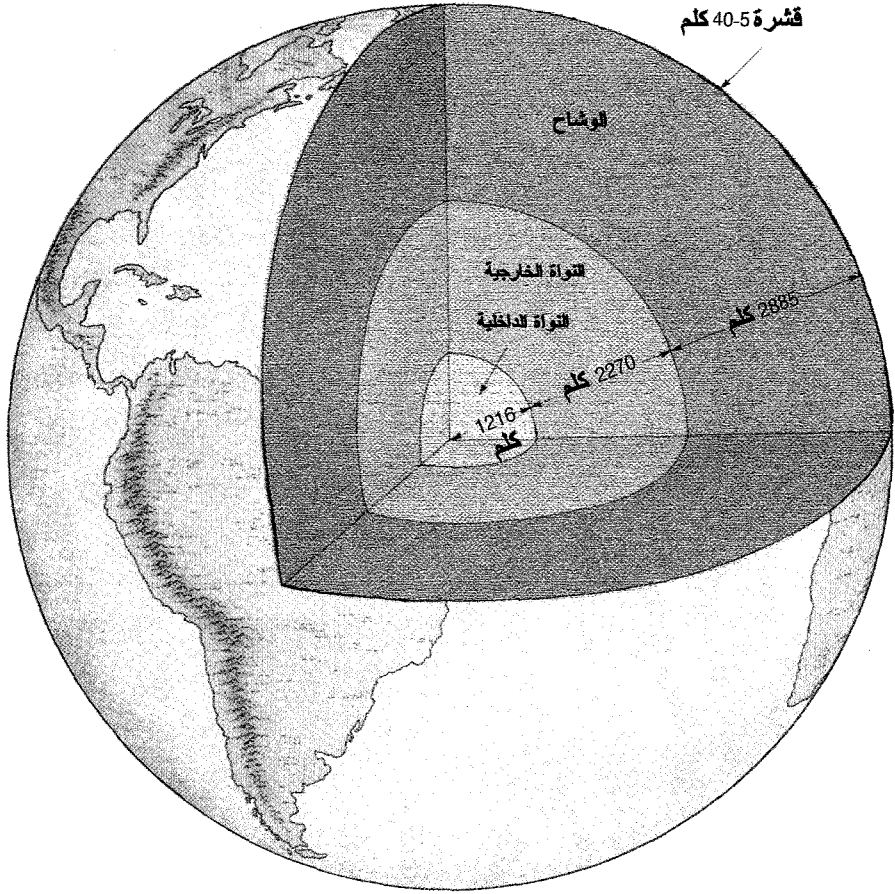 قشرة 5-40 كلم
الوشاح
النواة الخارجية
النواة الداخلية
2885 كلم
2270 كلم
1216
كلم